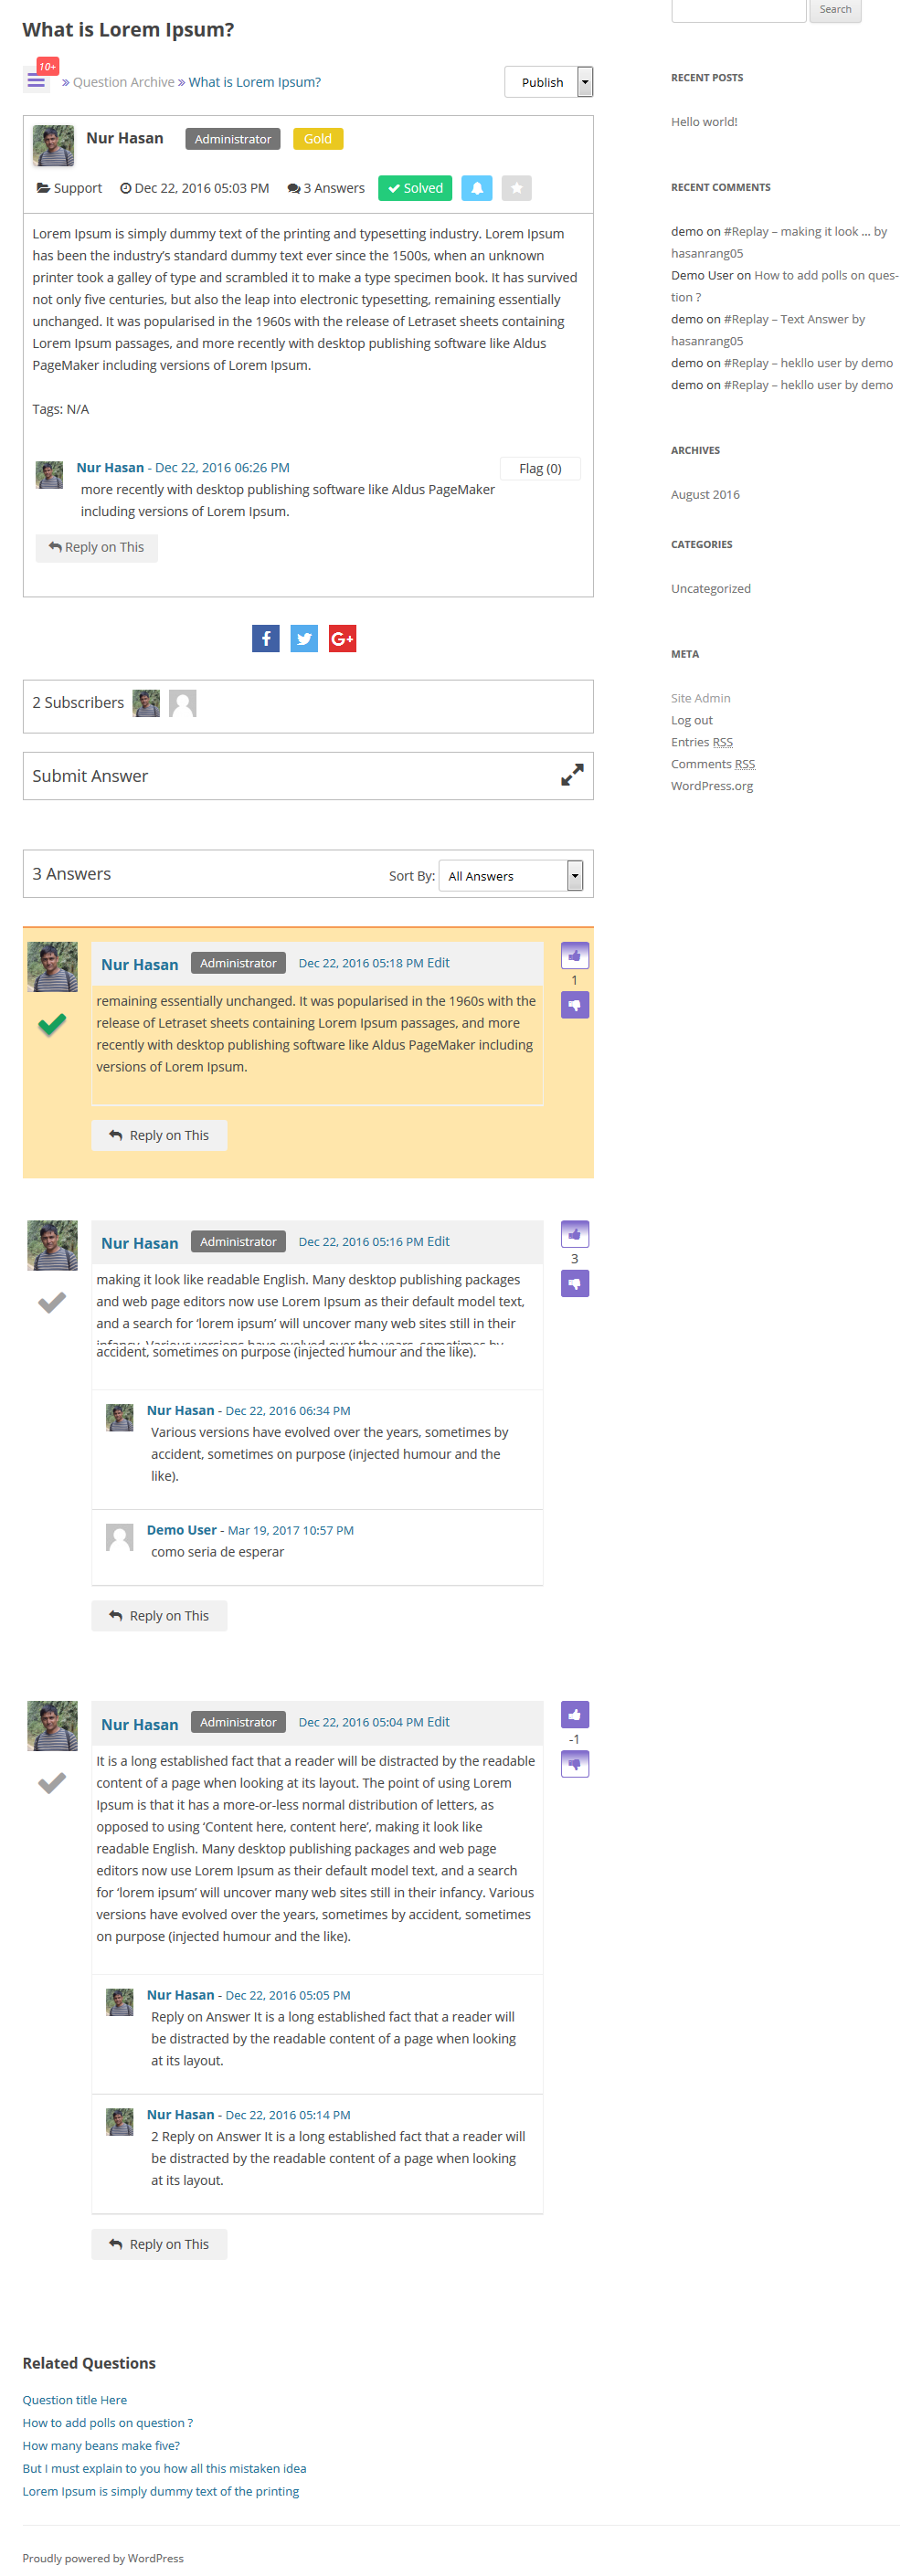 What is Lorem Ipsum?
10+
» Question Archive » What is Lorem Ipsum?
Publish
Nur Hasan Administrator Gold
Support Dec 22, 2016 05:03 PM 3 Answers Solved
Lorem Ipsum is simply dummy text of the printing and typesetting industry. Lorem Ipsum
has been the industry’s standard dummy text ever since the 1500s, when an unknown
printer took a galley of type and scrambled it to make a type specimen book. It has survived
not only five centuries, but also the leap into electronic typesetting, remaining essentially
unchanged. It was popularised in the 1960s with the release of Letraset sheets containing
Lorem Ipsum passages, and more recently with desktop publishing software like Aldus
PageMaker including versions of Lorem Ipsum.
Tags: N/A
Nur Hasan - Dec 22, 2016 06:26 PM
Flag (0)
more recently with desktop publishing software like Aldus PageMaker
including versions of Lorem Ipsum.
Reply on This
f G+
2 Subscribers
Submit Answer
3 Answers
Sort By: All Answers
Nur Hasan Administrator Dec 22, 2016 05:18 PM Edit
1
remaining essentially unchanged. It was popularised in the 1960s with the
release of Letraset sheets containing Lorem Ipsum passages, and more
recently with desktop publishing software like Aldus PageMaker including
versions of Lorem Ipsum.
Reply on This
Nur Hasan Administrator Dec 22, 2016 05:16 PM Edit
3
making it look like readable English. Many desktop publishing packages
and web page editors now use Lorem Ipsum as their default model text,
and a search for ‘lorem ipsum’ will uncover many web sites still in their
infancy. Various versions have evolved over the years, sometimes by
accident, sometimes on purpose (injected humour and the like).
Nur Hasan - Dec 22, 2016 06:34 PM
Various versions have evolved over the years, sometimes by
accident, sometimes on purpose (injected humour and the
like).
Demo User - Mar 19, 2017 10:57 PM
como seria de esperar
Reply on This
Nur Hasan Administrator Dec 22, 2016 05:04 PM Edit
-1
It is a long established fact that a reader will be distracted by the readable
content of a page when looking at its layout. The point of using Lorem
Ipsum is that it has a more-or-less normal distribution of letters, as
opposed to using ‘Content here, content here’, making it look like
readable English. Many desktop publishing packages and web page
editors now use Lorem Ipsum as their default model text, and a search
for ‘lorem ipsum’ will uncover many web sites still in their infancy. Various
versions have evolved over the years, sometimes by accident, sometimes
on purpose (injected humour and the like).
Nur Hasan - Dec 22, 2016 05:05 PM
Reply on Answer It is a long established fact that a reader will
be distracted by the readable content of a page when looking
at its layout.
Nur Hasan - Dec 22, 2016 05:14 PM
2 Reply on Answer It is a long established fact that a reader will
be distracted by the readable content of a page when looking
at its layout.
Reply on This
Related Questions
Question title Here
How to add polls on question ?
How many beans make five?
But I must explain to you how all this mistaken idea
Lorem Ipsum is simply dummy text of the printing
Proudly powered by WordPress
Search
RECENT POSTS
Hello world!
RECENT COMMENTS
demo on #Replay – making it look ... by
hasanrang05
Demo User on How to add polls on ques-
tion ?
demo on #Replay – Text Answer by
hasanrang05
demo on #Replay – hekllo user by demo
demo on #Replay – hekllo user by demo
ARCHIVES
August 2016
CATEGORIES
Uncategorized
META
Site Admin
Log out
Entries RSS
Comments RSS
WordPress.org